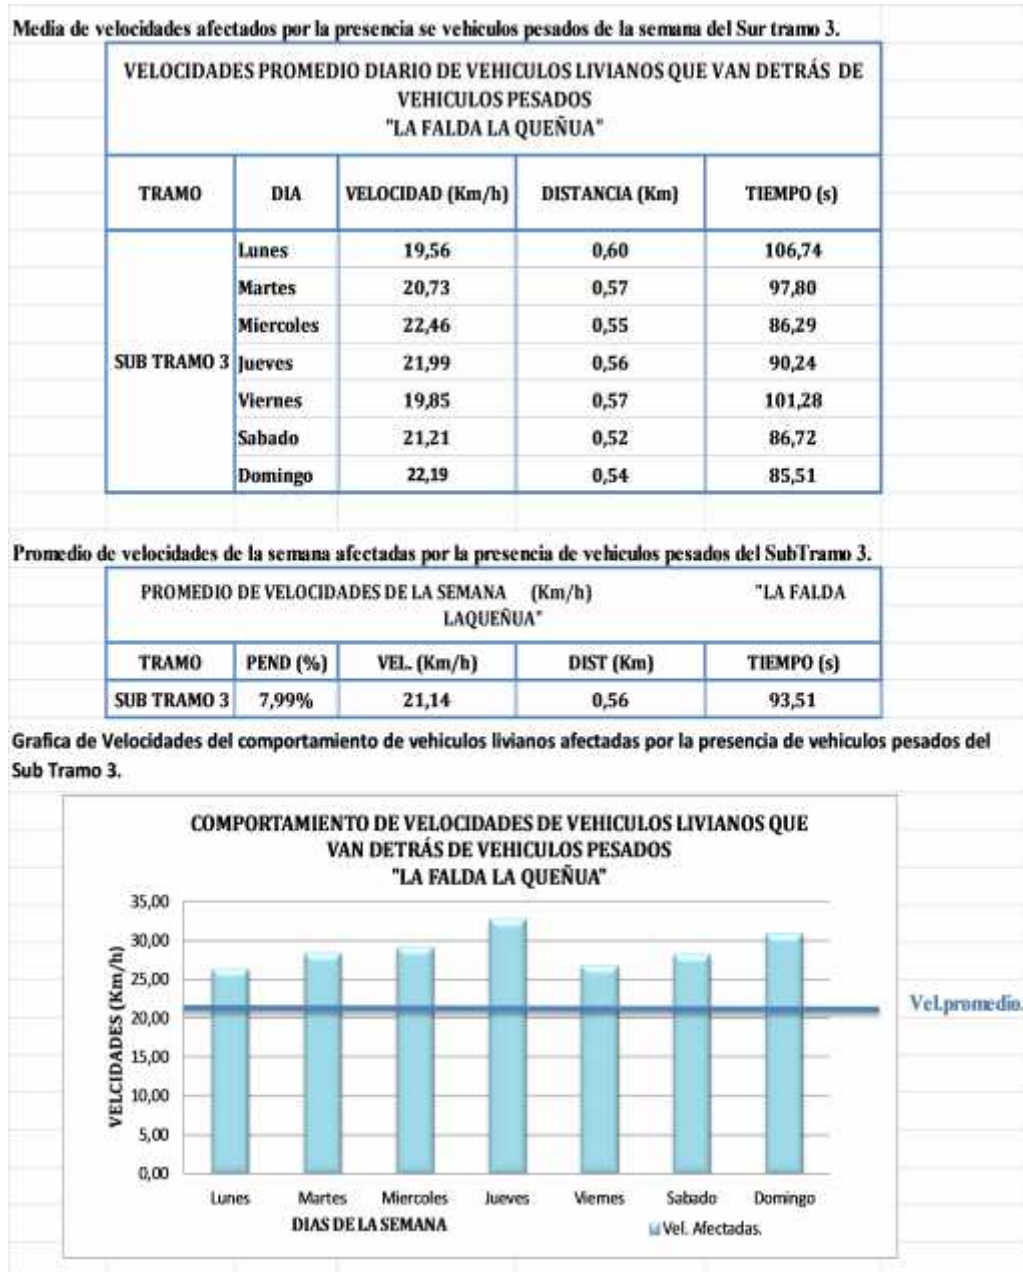 Media de velocidades afectados por la presencia se vehiculos pesados de la semana del Sur tramo 3.
VELOCIDADES PROMEDIO DIARIO DE VEHICULOS LIVIANOS QUE VAN DETRÁS DE
VEHICULOS PESADOS
"LA FALDA LA QUEÑUA"
TRAMO DIA VELOCIDAD (Km/h) DISTANCIA (Km) TIEMPO (s)
Lunes 19,56 0,60 106,74
Martes 20,73 0,57 97,80
Miercoles 22,46 0,55 86,29
SUB TRAMO 3 Jueves 21,99 0,56 90,24
Viernes 19,85 0,57 101,28
Sabado 21,21 0,52 86,72
Domingo 22,19 0,54 85,51
Promedio de velocidades de la semana afectadas por la presencia de vehiculos pesados del SubTramo 3.
PROMEDIO DE VELOCIDADES DE LA SEMANA (Km/h) "LA FALDA
LAQUEÑUA"
TRAMO PEND (%) VEL. (Km/h) DIST (Km) TIEMPO (s)
SUB TRAMO 3 7,99% 21,14 0,56 93,51
Grafica de Velocidades del comportamiento de vehiculos livianos afectadas por la presencia de vehiculos pesados del
Sub Tramo 3.
COMPORTAMIENTO DE VELOCIDADES DE VEHICULOS LIVIANOS QUE
VAN DETRÁS DE VEHICULOS PESADOS
"LA FALDA LA QUEÑUA"
VELCIDADES (Km/h)
35,00
30,00
25,00
20,00
15,00
10,00
5,00
0,00
Vel.promedio.
Lunes Martes Miercoles Jueves Viernes Sabado Domingo
DIAS DE LA SEMANA
Vel. Afectadas.